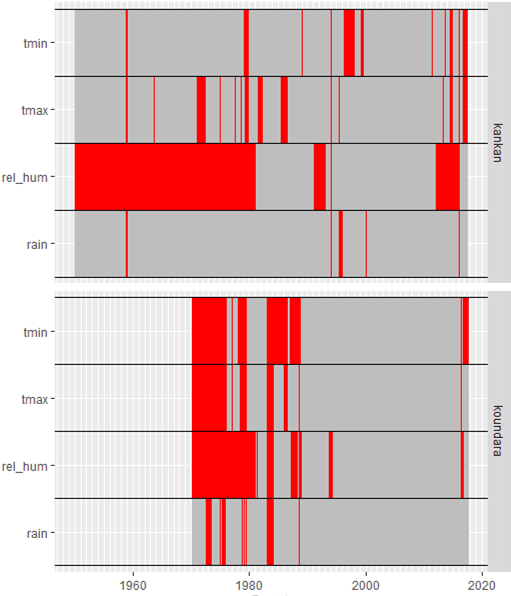 tmin
tmax
rel_hum
rain
kankan
tmin
tmax
rel_hum
rain
koundara
1960 1980 2000 2020